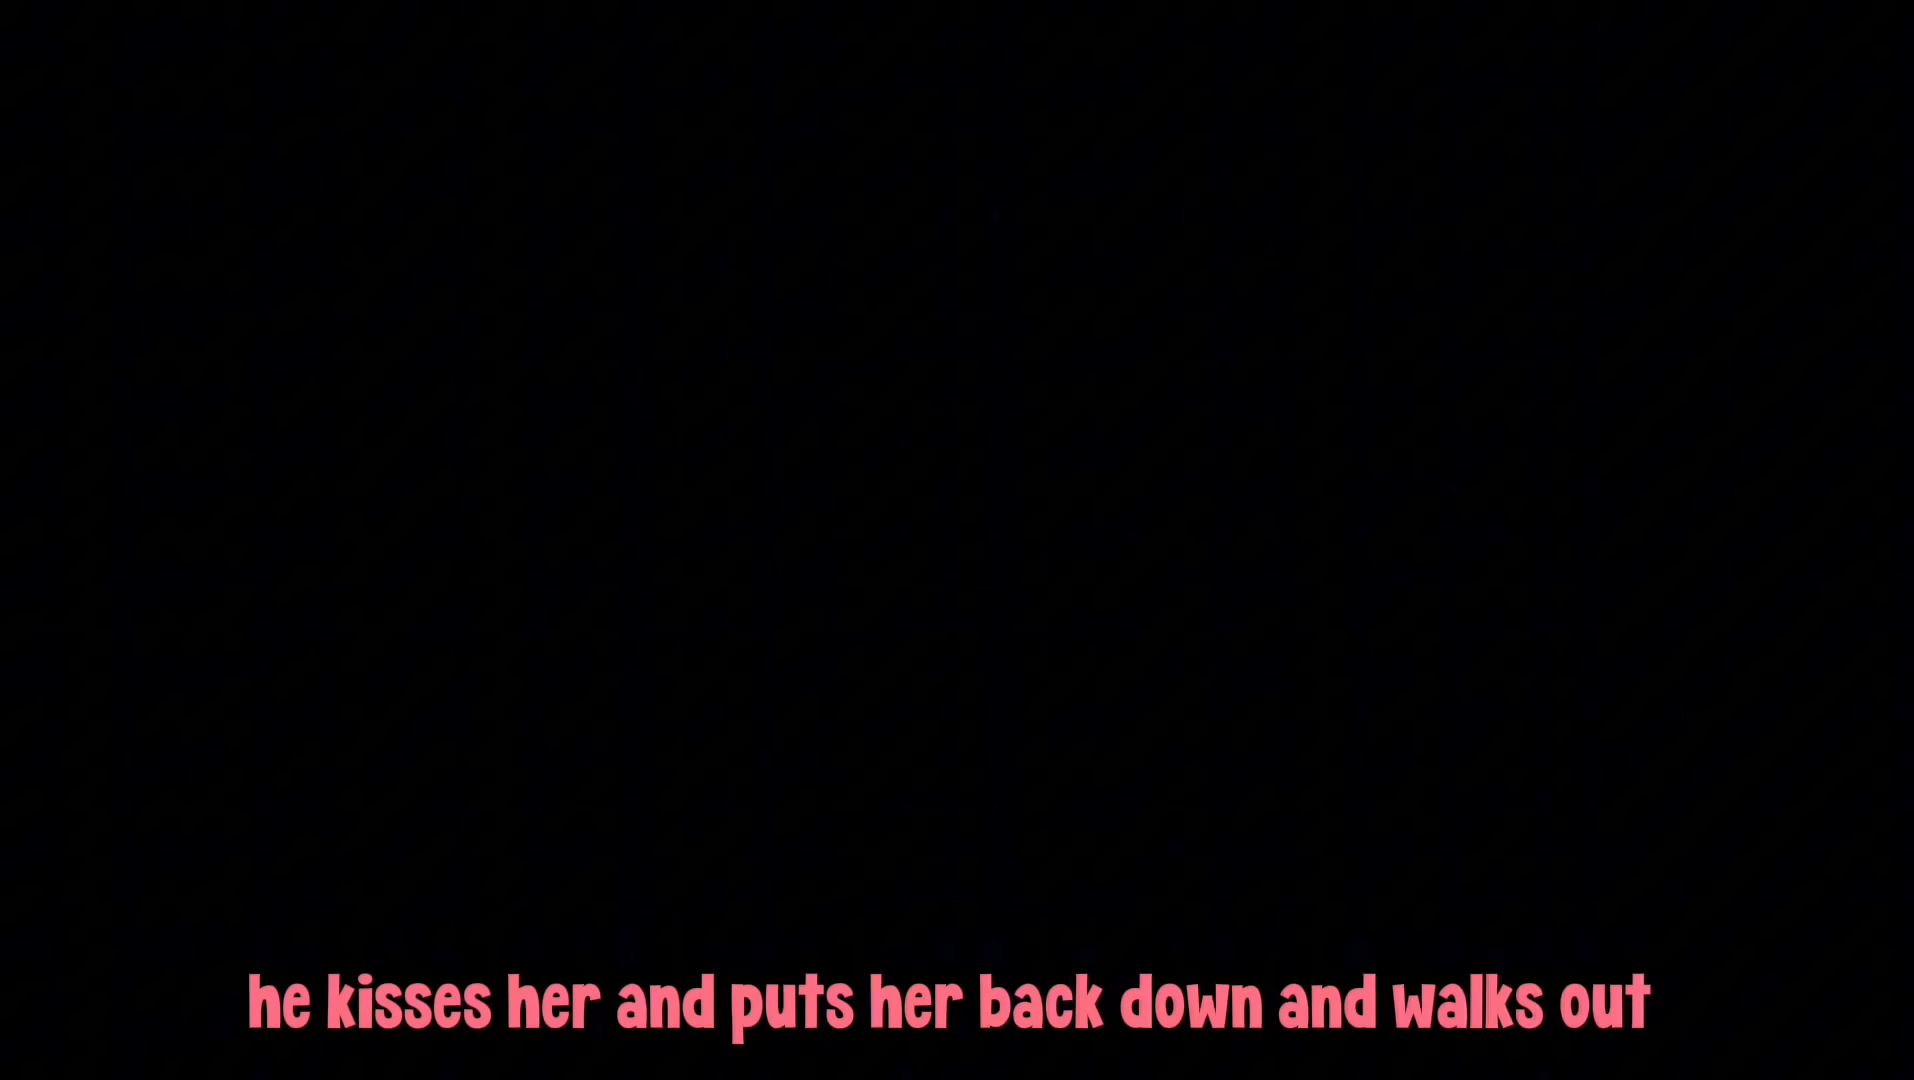 he kisses her and puts her back down and walks out